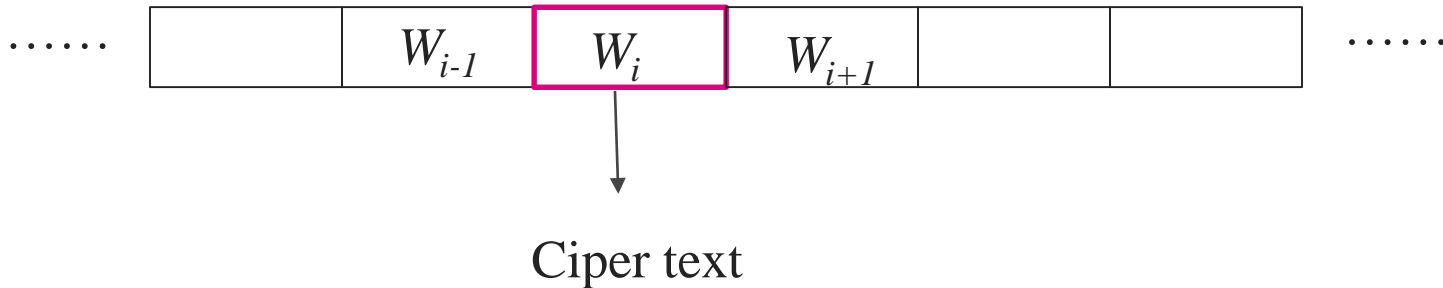 ...... W_{i-1} W_i W_{i+1} ......
Ciper text